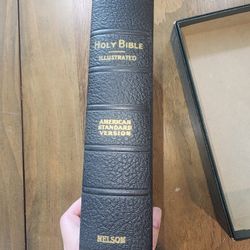 HOLY BIBLE
ILLUSTRATED
AMERICAN
STANDARD
VERSION
NELSON